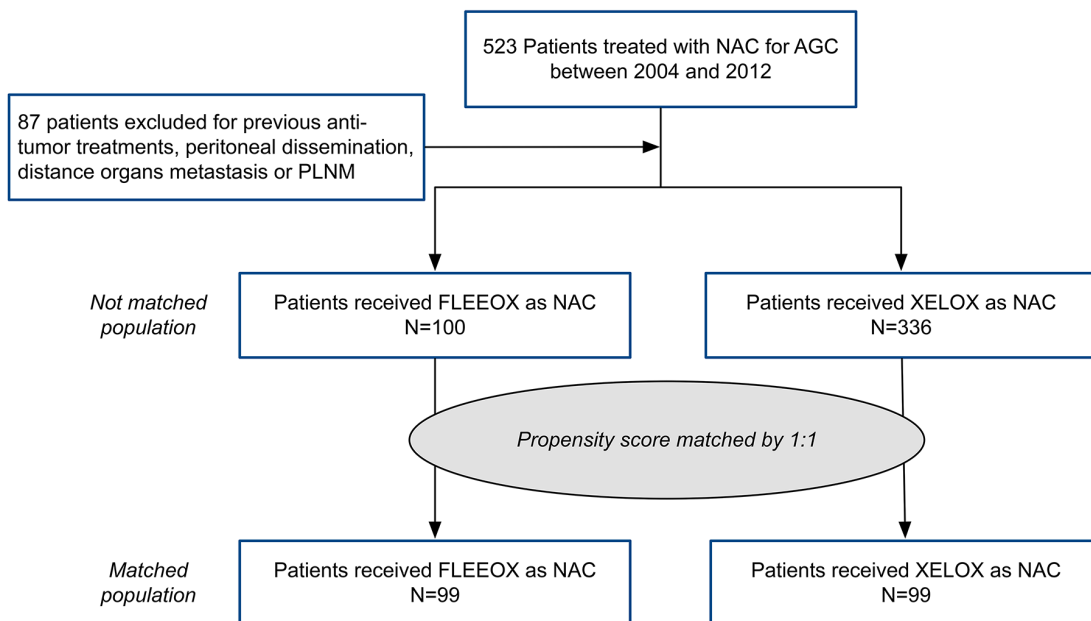 523 Patients treated with NAC for AGC
between 2004 and 2012
87 patients excluded for previous anti-
tumor treatments, peritoneal dissemination,
distance organs metastasis or PLNM
Not matched
population
Patients received FLEEOX as NAC
N=100
Patients received XELOX as NAC
N=336
Propensity score matched by 1:1
Matched
population
Patients received FLEEOX as NAC
N=99
Patients received XELOX as NAC
N=99